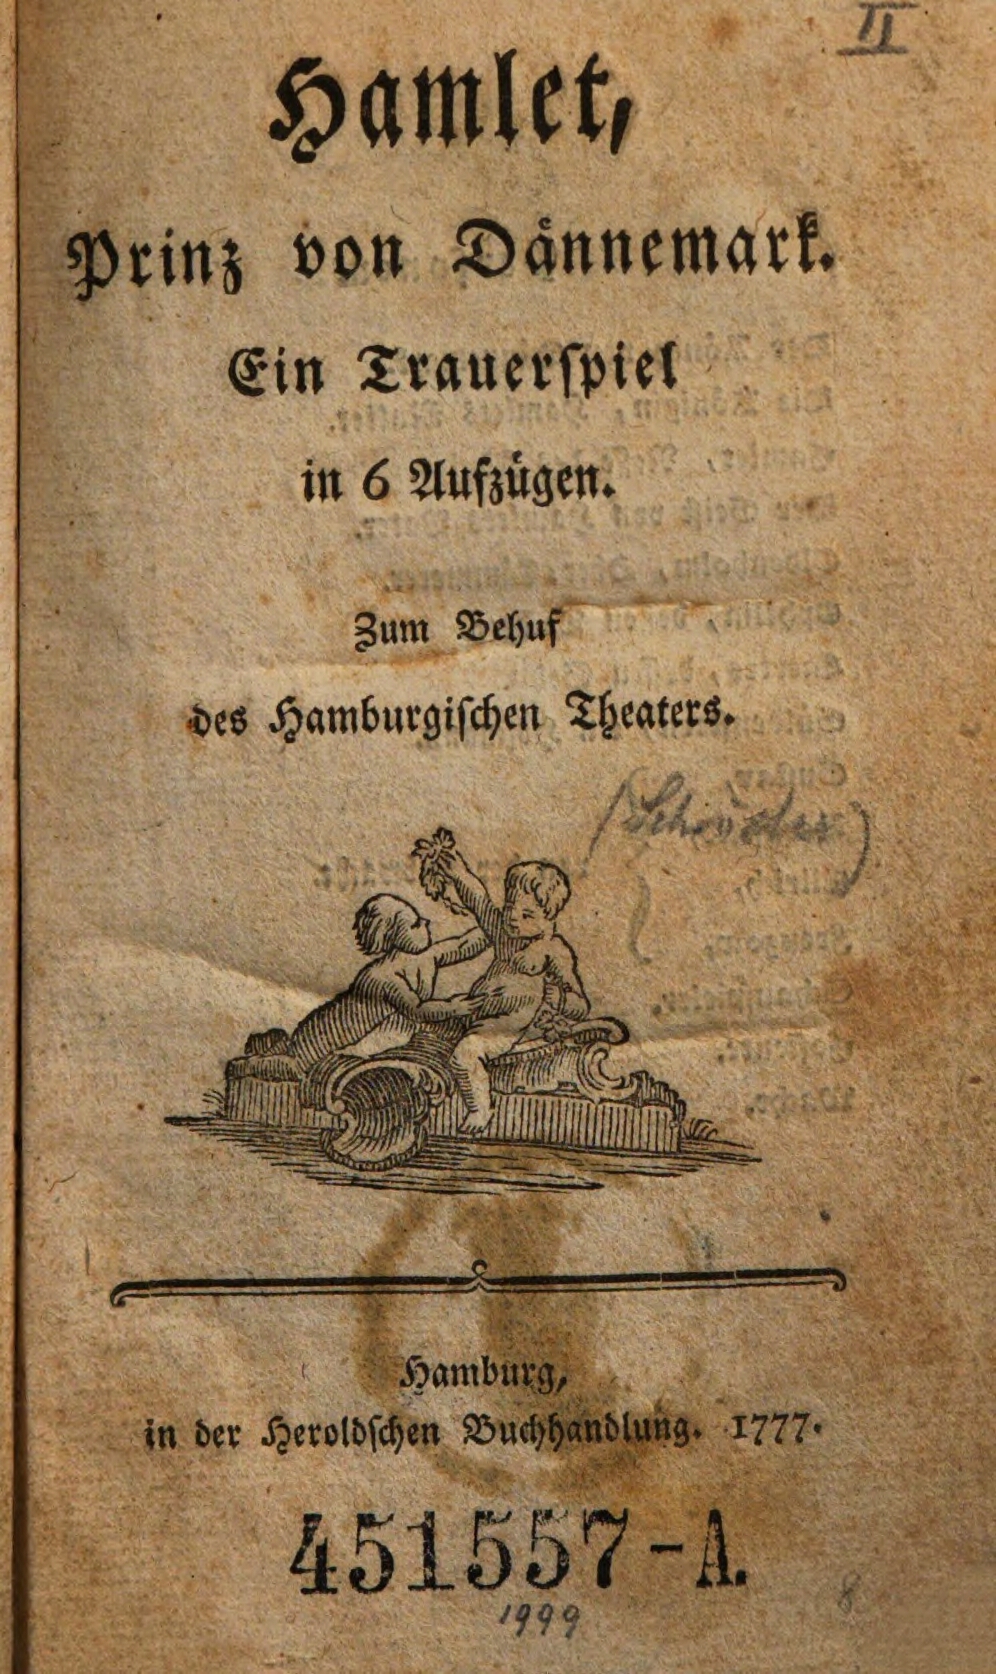 II
Hamlet,
Prinz von Dännemark.
Ein Trauerſpiel
in 6 Aufzügen.
Zum Behuf
des Hamburgiſchen Theaters.
(Schröder)
Hamburg,
in der Heroldſchen Buchhandlung. 1777.
451557-A.
1999
8